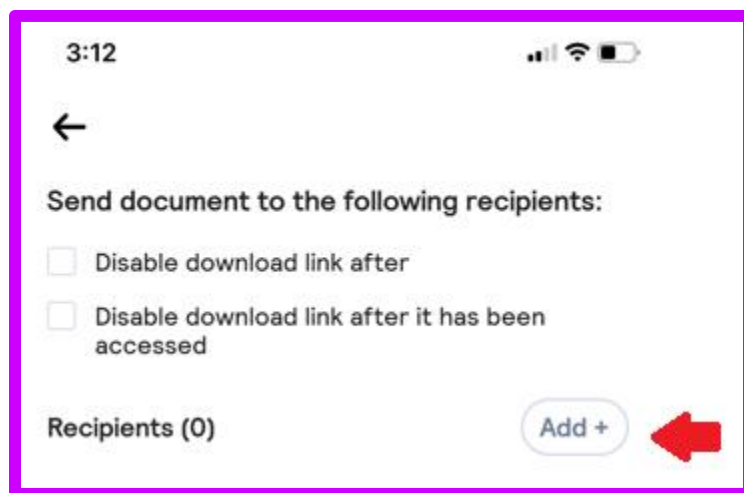 3:12
Send document to the following recipients:
Disable download link after
Disable download link after it has been
accessed
Recipients (0)
Add +